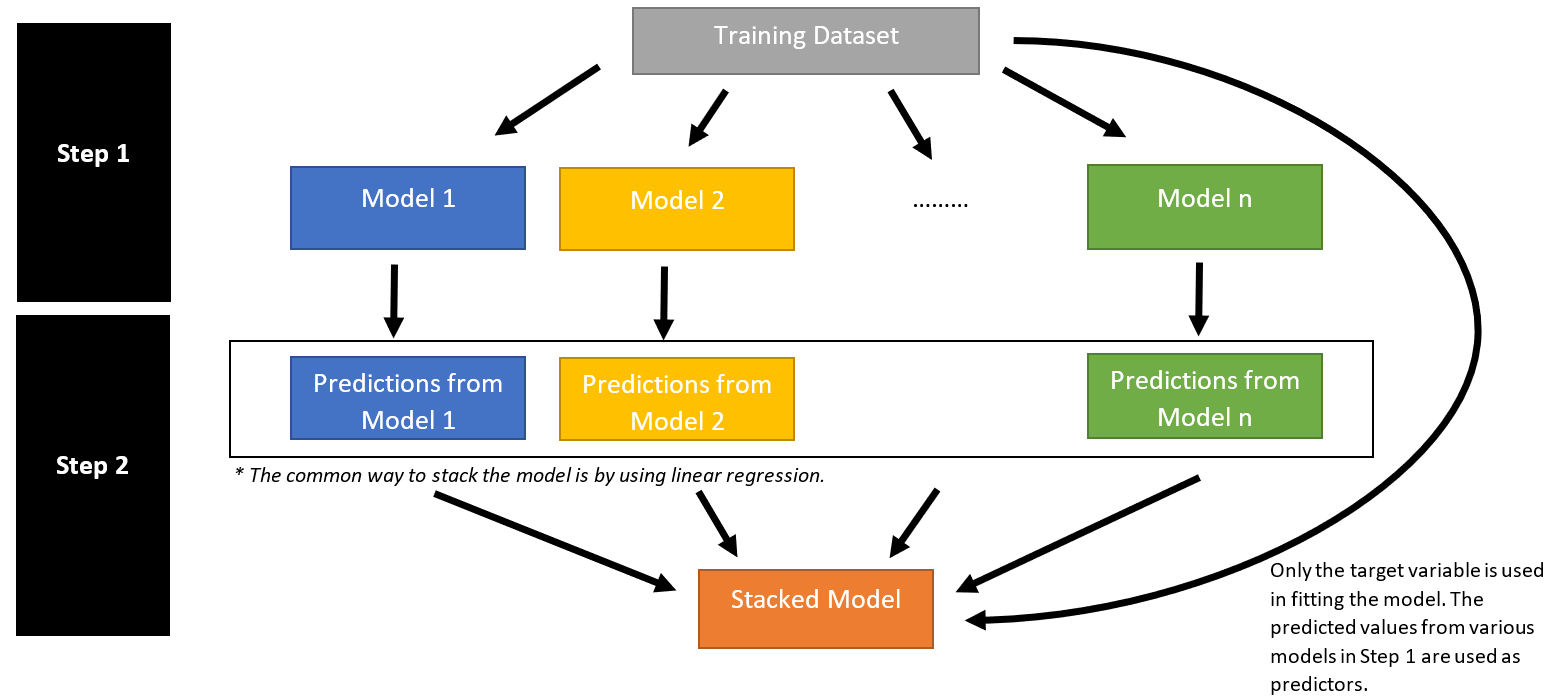 Training Dataset
Step 1
Model 1
Model 2
.........
Model n
Predictions from
Model 1
Predictions from
Model 2
Predictions from
Model n
Step 2
* The common way to stack the model is by using linear regression.
Stacked Model
Only the target variable is used
in fitting the model. The
predicted values from various
models in Step 1 are used as
predictors.